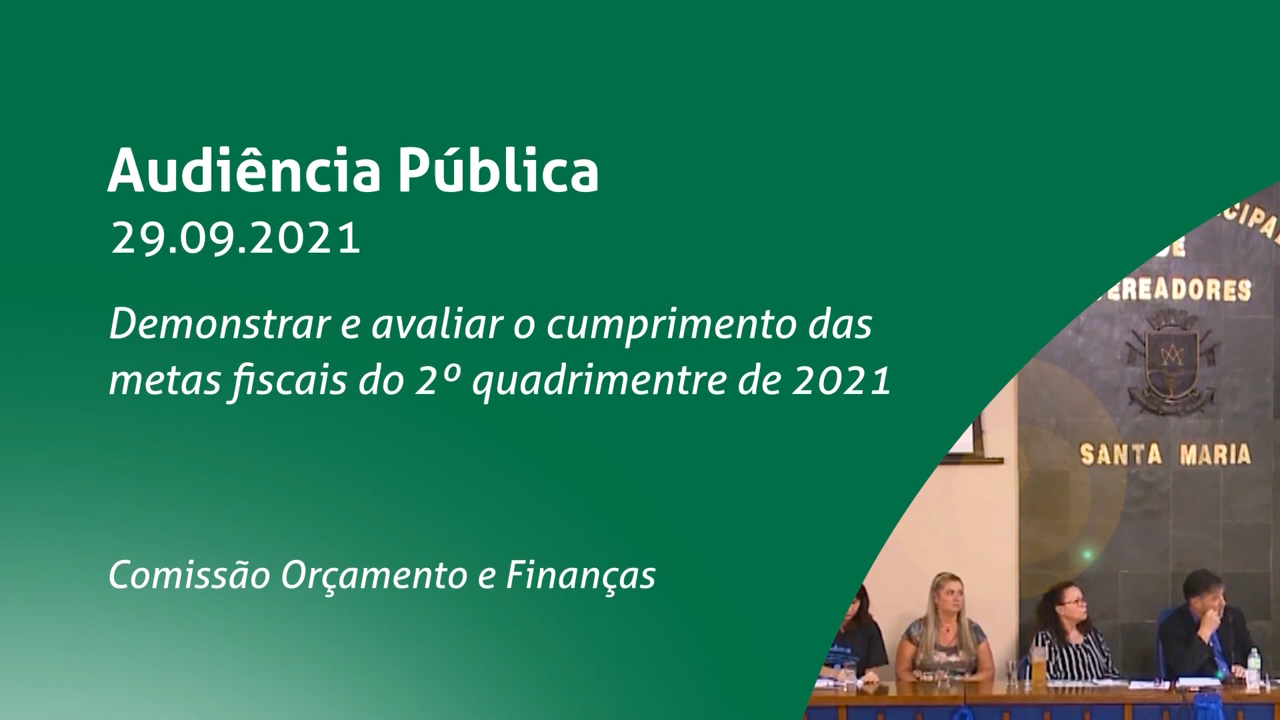 Audiência Pública
29.09.2021
Demonstrar e avaliar o cumprimento das
metas fiscais do 2º quadrimentre de 2021
Comissão Orçamento e Finanças
DE
SANTA MARIA